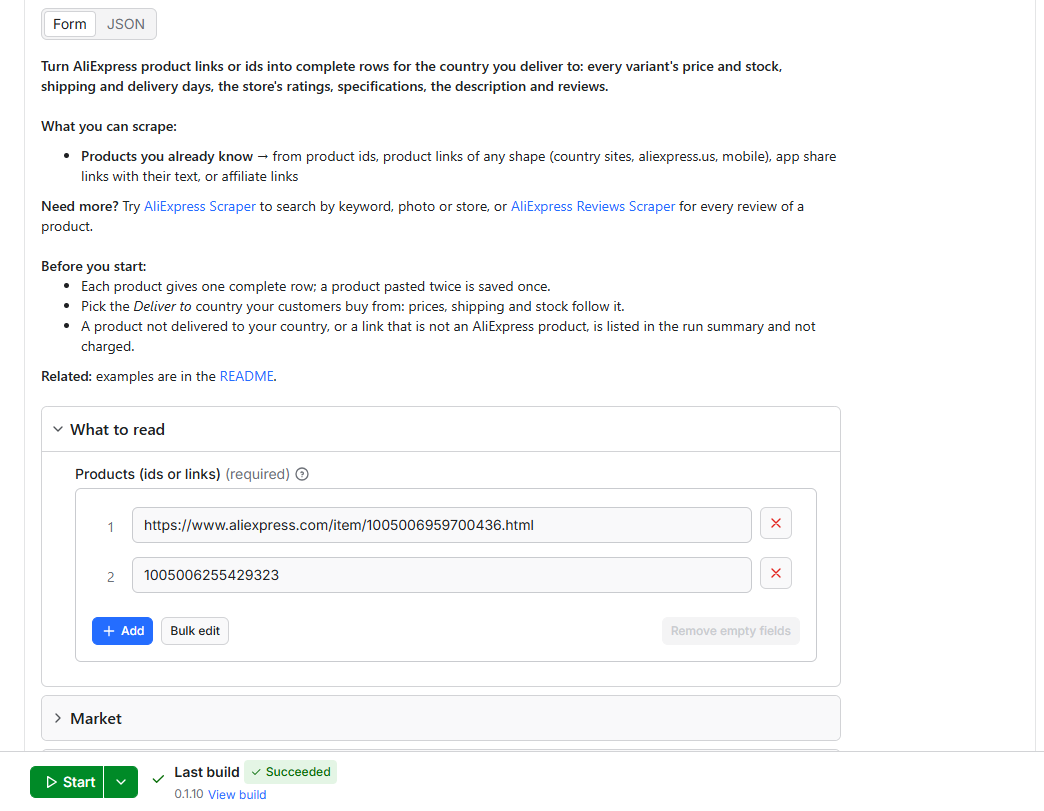 Form JSON
Turn AliExpress product links or ids into complete rows for the country you deliver to: every variant's price and stock,
shipping and delivery days, the store's ratings, specifications, the description and reviews.
What you can scrape:
• Products you already know → from product ids, product links of any shape (country sites, aliexpress.us, mobile), app share
links with their text, or affiliate links
Need more? Try AliExpress Scraper to search by keyword, photo or store, or AliExpress Reviews Scraper for every review of a
product.
Before you start:
• Each product gives one complete row; a product pasted twice is saved once.
• Pick the Deliver to country your customers buy from: prices, shipping and stock follow it.
• A product not delivered to your country, or a link that is not an AliExpress product, is listed in the run summary and not
charged.
Related: examples are in the README.
What to read
Products (ids or links) (required)
1 https://www.aliexpress.com/item/1005006959700436.html
2 1005006255429323
+ Add Bulk edit Remove empty fields
Market
Start Last build Succeeded
0.1.10 View build